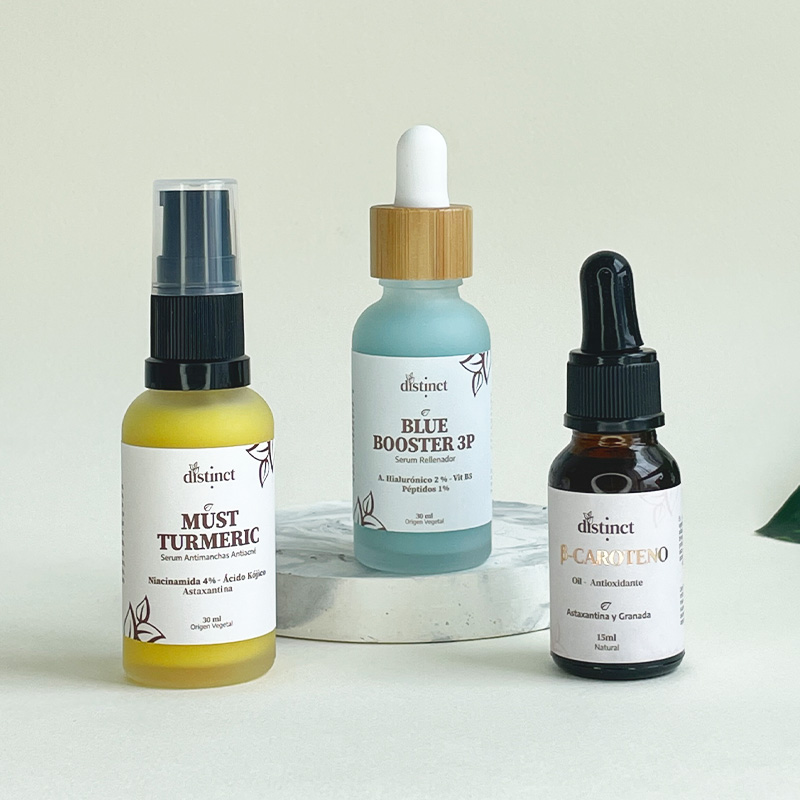 distinct
MUST
TURMERIC
Serum Antimanchas Antiacné
Niacinamida 4% - Ácido Kójico
Astaxantina
30 ml
Origen Vegetal
distinct
BLUE
BOOSTER 3P
Serum Rellenador
A. Hialurónico 2 % - Vit B5
Péptidos 1%
30 ml
Origen Vegetal
distinct
β-CAROTENO
Oil - Antioxidante
Astaxantina y Granada
15ml
Natural